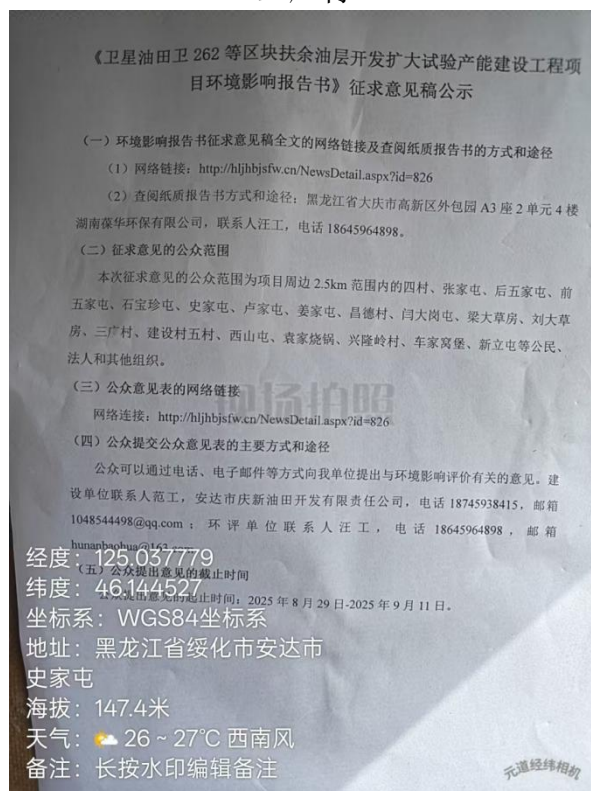 《卫星油田卫 262 等区块扶余油层开发扩大试验产能建设工程项
目环境影响报告书》征求意见稿公示
（一）环境影响报告书征求意见稿全文的网络链接及查阅纸质报告书的方式和途径
（1）网络链接：http://hljhbjsfw.cn/NewsDetail.aspx?id=826
（2）查阅纸质报告书方式和途径：黑龙江省大庆市高新区外包园 A3 座 2 单元 4 楼
湖南葆华环保有限公司，联系人汪工，电话 18645964898。
（二）征求意见的公众范围
本次征求意见的公众范围为项目周边 2.5km 范围内的四村、张家屯、后五家屯、前
五家屯、石宝珍屯、史家屯、卢家屯、姜家屯、昌德村、闫大岗屯、梁大草房、刘大草
房、三广村、建设村五村、西山屯、袁家烧锅、兴隆岭村、车家窝堡、新立屯等公民、
法人和其他组织。
现场拍照
（三）公众意见表的网络链接
网络连接：http://hljhbjsfw.cn/NewsDetail.aspx?id=826
（四）公众提交公众意见表的主要方式和途径
公众可以通过电话、电子邮件等方式向我单位提出与环境影响评价有关的意见。建
设单位联系人范工，安达市庆新油田开发有限责任公司，电话 18745938415，邮箱
1048544498@qq.com；环评单位联系人汪工，电话 18645964898，邮箱
hunanbaohua@163.com
（五）公众提出意见的截止时间
公众提出意见的起止时间：2025 年 8 月 29 日-2025 年 9 月 11 日。
经度：125.037779
纬度：46.144527
坐标系：WGS84坐标系
地址：黑龙江省绥化市安达市
史家屯
海拔：147.4米
天气：26 ~ 27℃ 西南风
备注：长按水印编辑备注
元道经纬相机